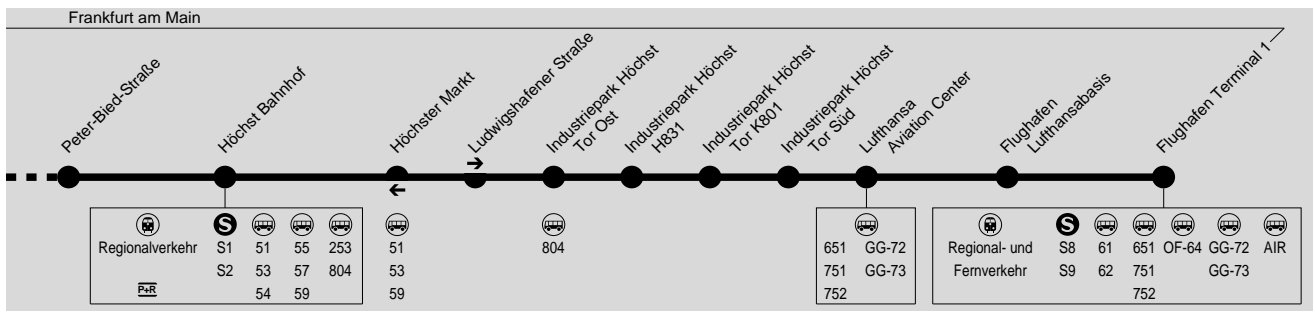 Frankfurt am Main
Peter-Bied-Straße
Höchst Bahnhof
Höchster Markt
Ludwigshafener Straße
Industriepark Höchst
Tor Ost
Industriepark Höchst
H831
Industriepark Höchst
Tor K801
Industriepark Höchst
Tor Süd
Lufthansa
Aviation Center
Flughafen
Lufthansabasis
Flughafen Terminal 1
S
Regionalverkehr S1 51 55 253
S2 53 57 804
P+R 54 59
51
53
59
804
651 GG-72
751 GG-73
752
S
Regional- und S8 61 651 OF-64 GG-72 AIR
Fernverkehr S9 62 751 GG-73
752